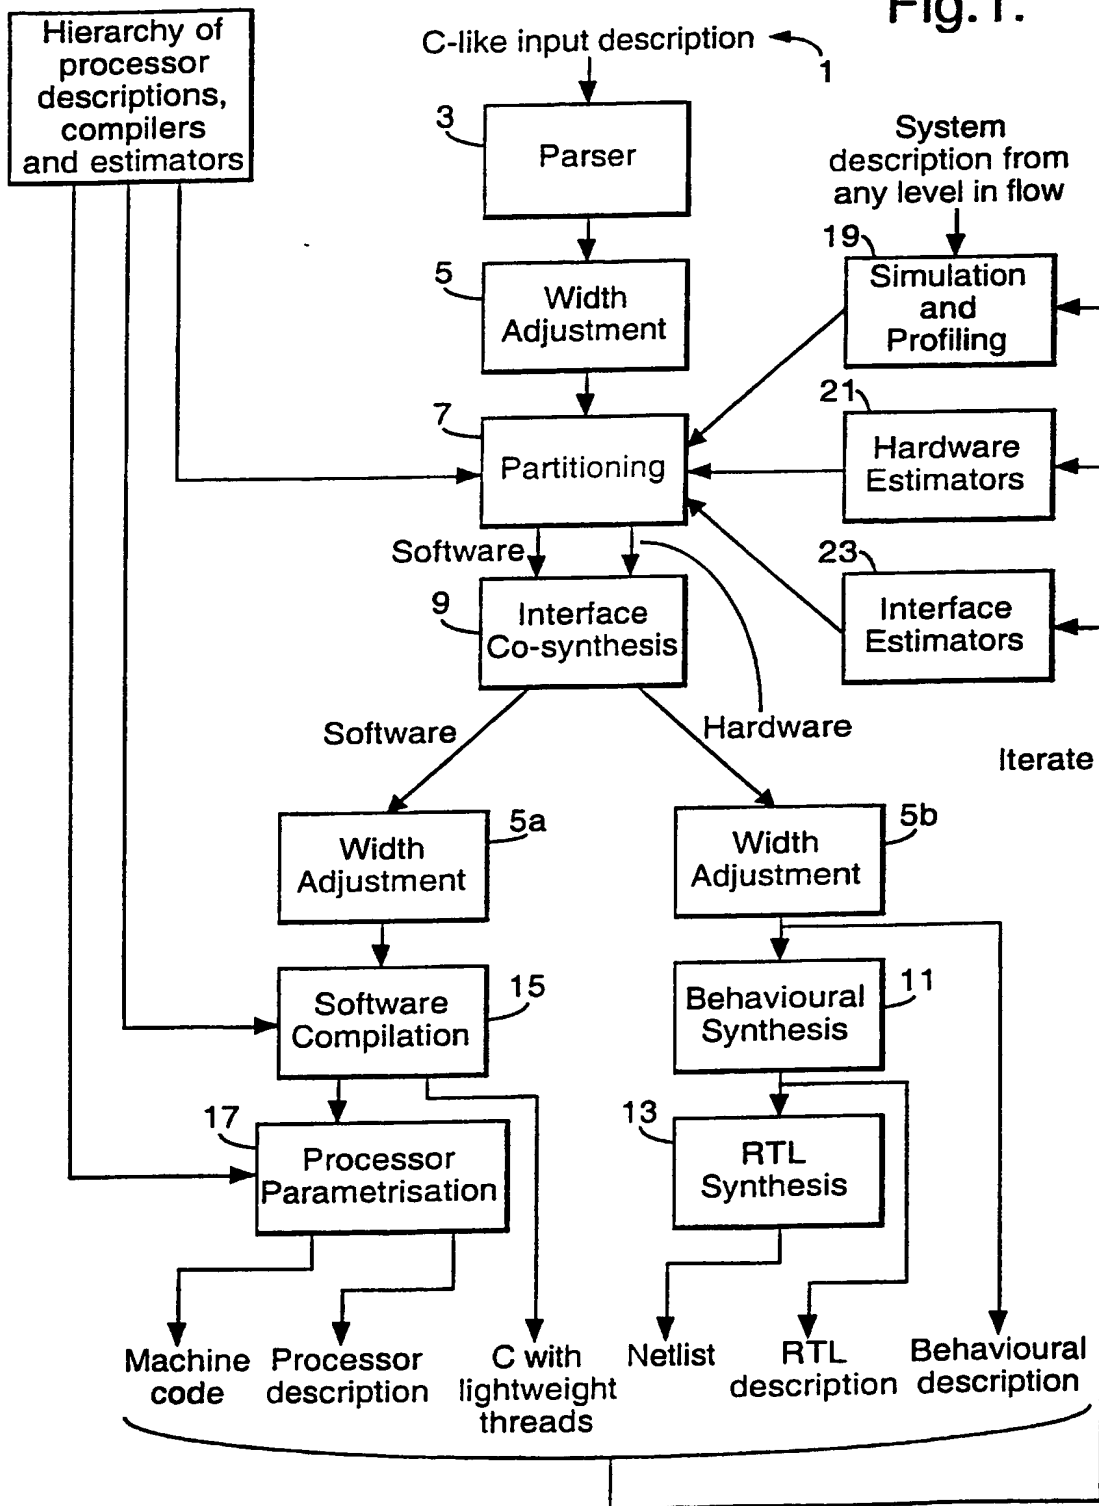 Fig.1.
Hierarchy of
processor
descriptions,
compilers
and estimators
C-like input description
1
3
Parser
System
description from
any level in flow
5
Width
Adjustment
19
Simulation
and
Profiling
7
Partitioning
21
Hardware
Estimators
Software
9
Interface
Co-synthesis
23
Interface
Estimators
Software
Hardware
Iterate
5a
Width
Adjustment
5b
Width
Adjustment
15
Software
Compilation
11
Behavioural
Synthesis
17
Processor
Parametrisation
13
RTL
Synthesis
Machine
code
Processor
description
C with
lightweight
threads
Netlist
RTL
description
Behavioural
description